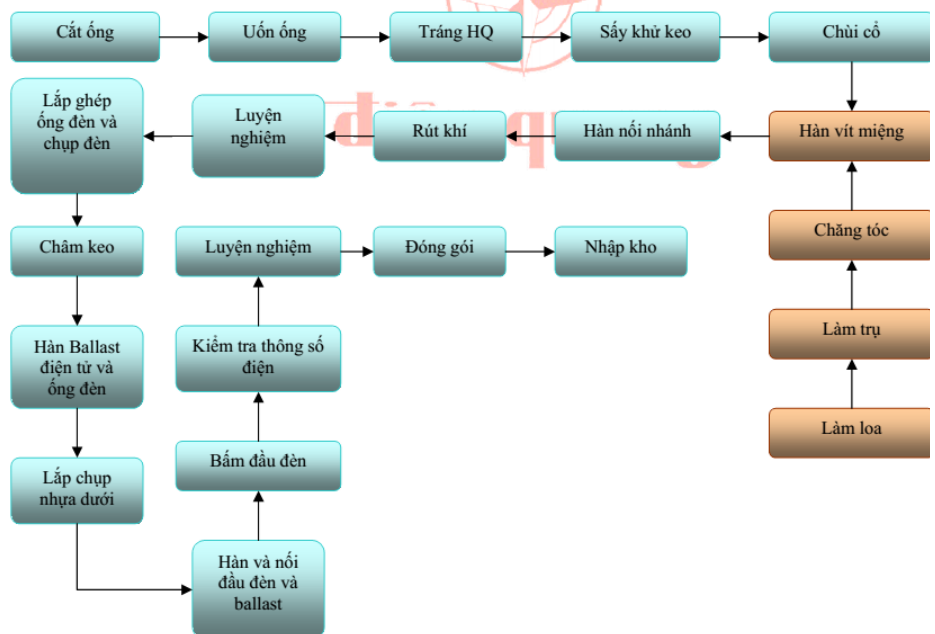 Cắt ống
Uốn ống
Tráng HQ
Sấy khử keo
Chùi cổ
Lắp ghép
ống đèn và
chụp đèn
Luyện
nghiệm
Rút khí
Hàn nối nhánh
Hàn vít miệng
Châm keo
Luyện nghiệm
Đóng gói
Nhập kho
Chăng tóc
Hàn Ballast
điện tử và
ống đèn
Kiểm tra thông số
điện
Làm trụ
Lắp chụp
nhựa dưới
Bấm đầu đèn
Làm loa
Hàn và nối
đầu đèn và
ballast